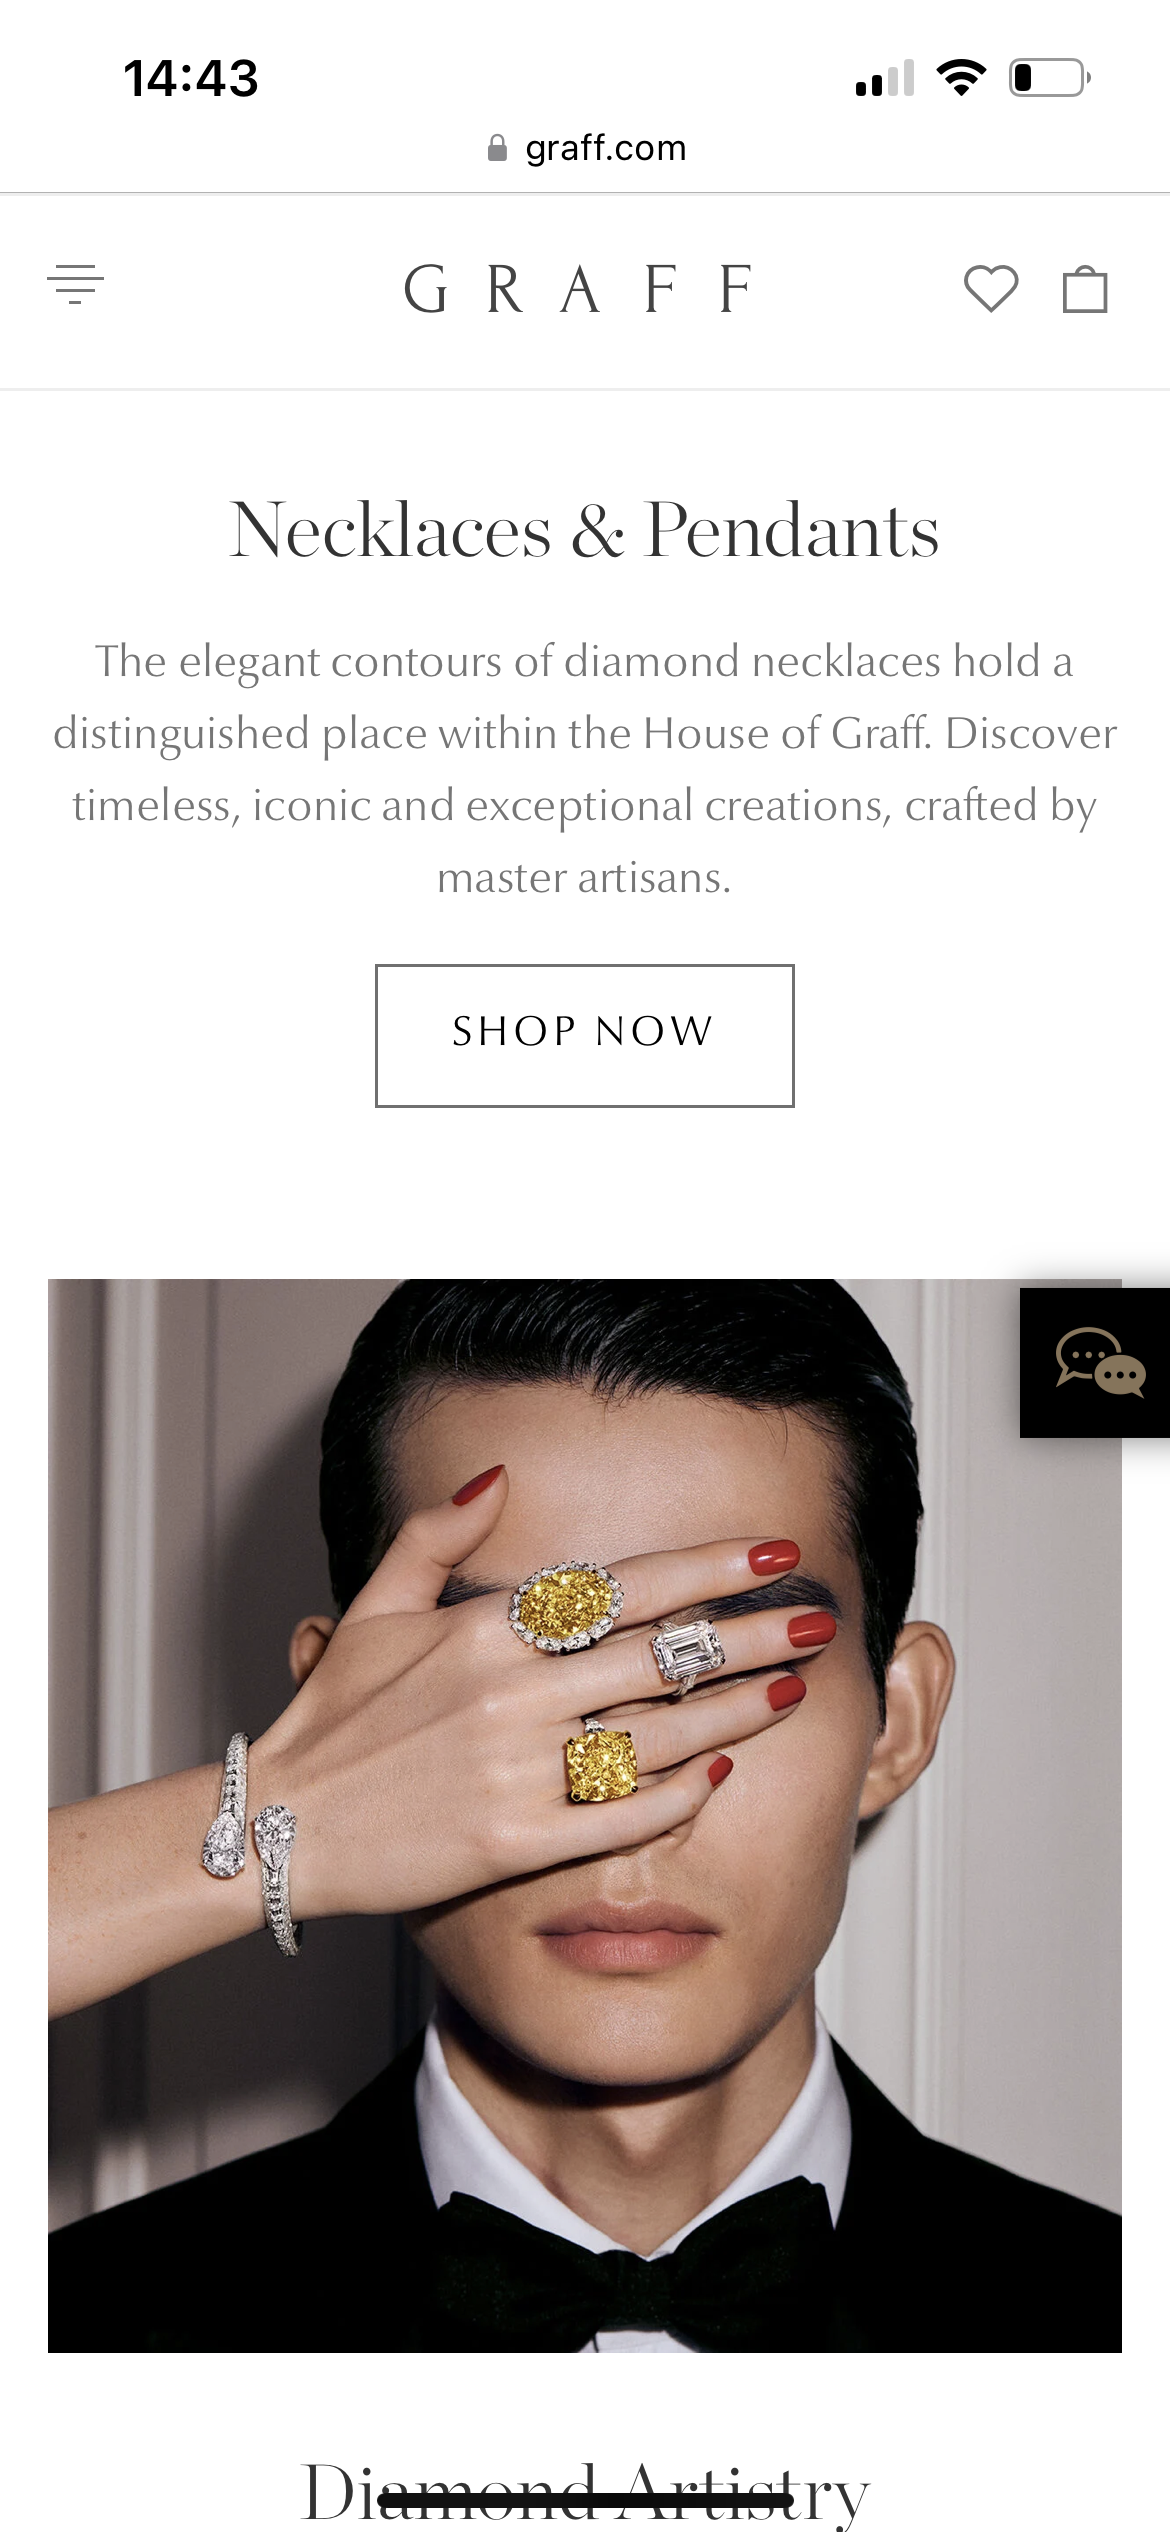 14:43
graff.com
GRAFF
Necklaces & Pendants
The elegant contours of diamond necklaces hold a
distinguished place within the House of Graff. Discover
timeless, iconic and exceptional creations, crafted by
master artisans.
SHOP NOW
Diamond Artistry